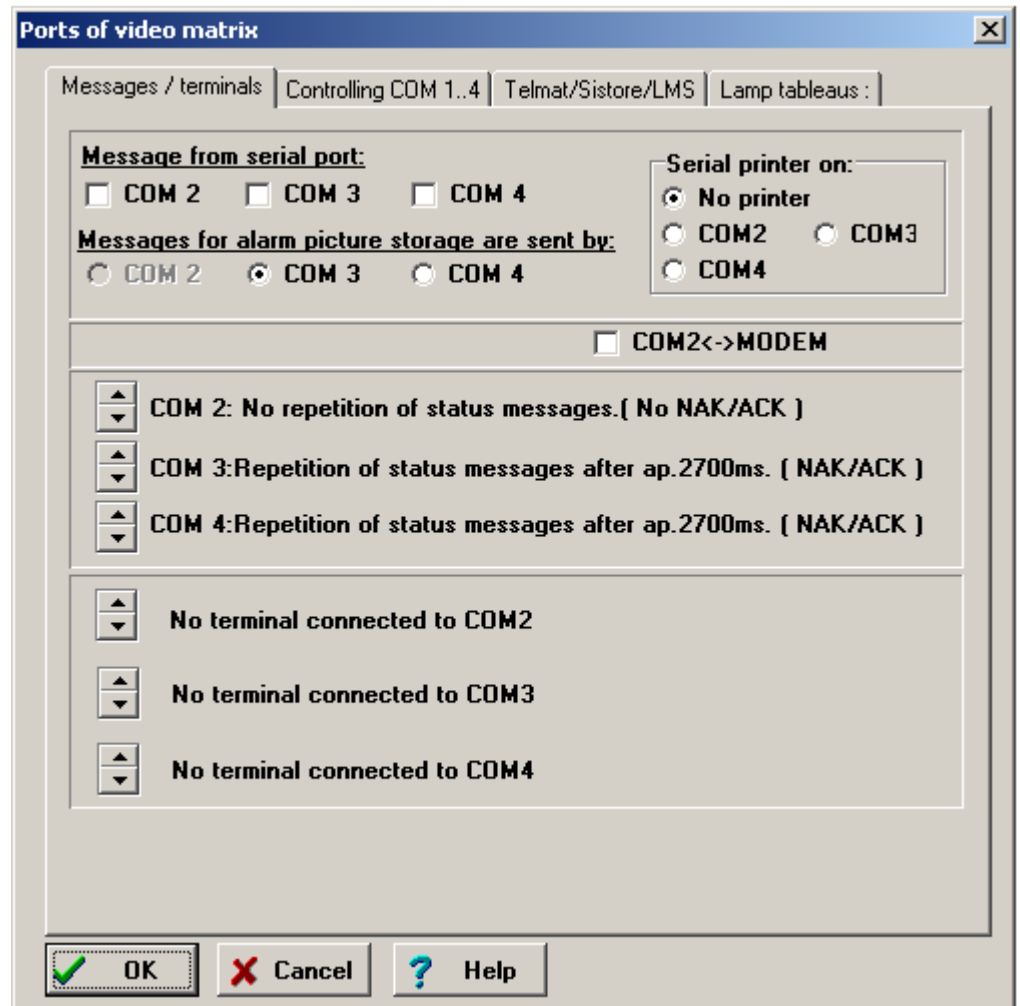 Ports of video matrix
Messages / terminals Controlling COM 1..4 Telmat/Sistore/LMS Lamp tableaus :
Message from serial port:
COM 2 COM 3 COM 4
Messages for alarm picture storage are sent by:
COM 2 COM 3 COM 4
Serial printer on:
No printer
COM2 COM3
COM4
COM2<->MODEM
COM 2: No repetition of status messages.( No NAK/ACK )
COM 3:Repetition of status messages after ap.2700ms. ( NAK/ACK )
COM 4:Repetition of status messages after ap.2700ms. ( NAK/ACK )
No terminal connected to COM2
No terminal connected to COM3
No terminal connected to COM4
OK Cancel Help